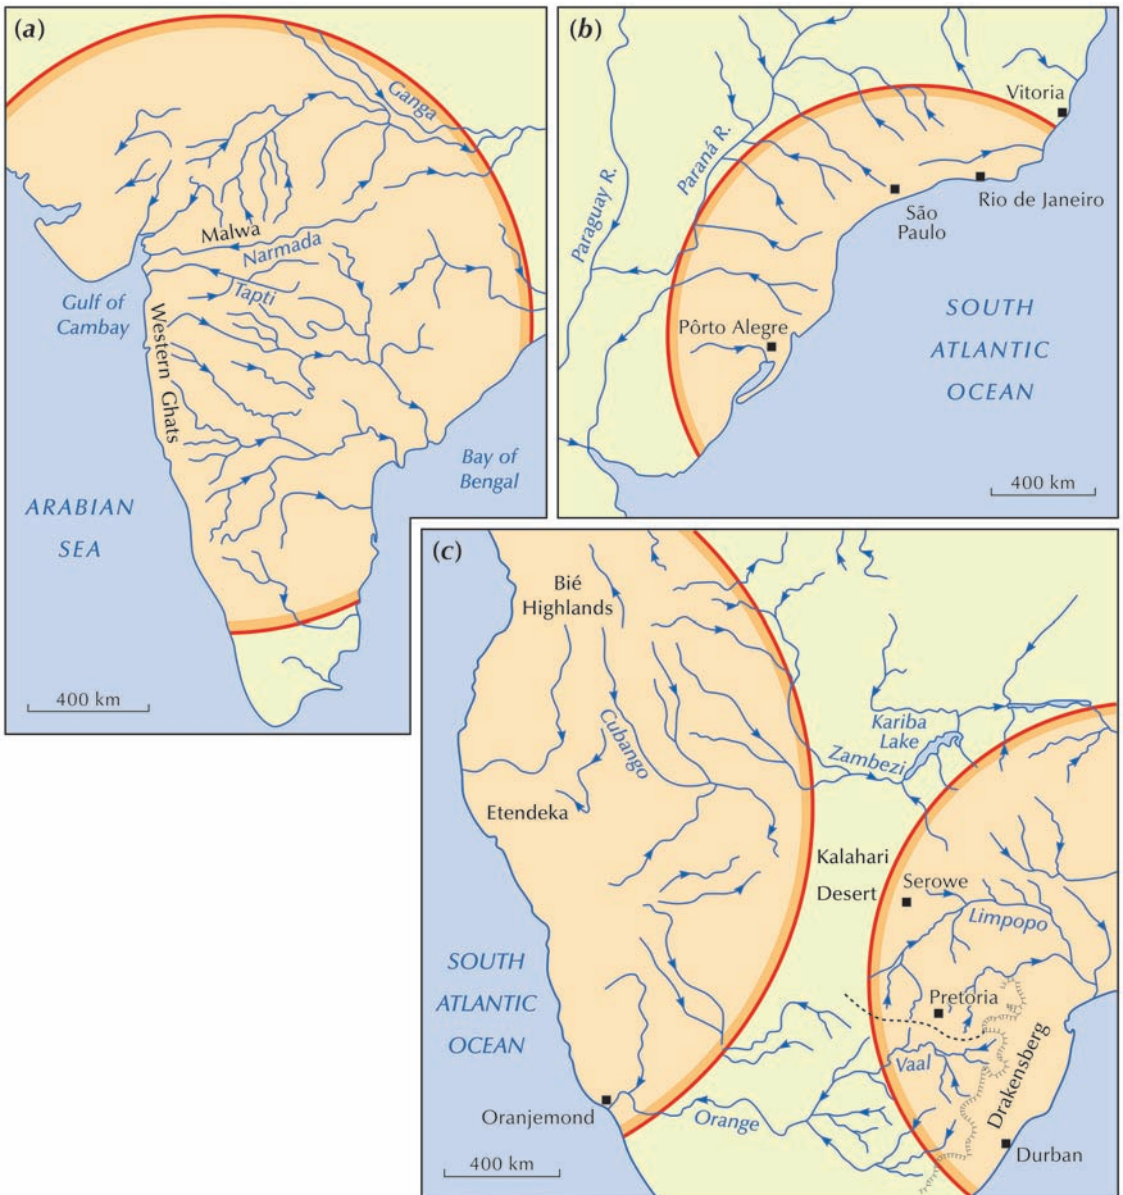 (a)
Ganga
Malwa
Narmada
Tapti
Gulf of
Cambay
Western Ghats
Bay of
Bengal
ARABIAN
SEA
400 km
(b)
Vitoria
Paraná R.
Paraguay R.
Rio de Janeiro
São
Paulo
Pôrto Alegre
SOUTH
ATLANTIC
OCEAN
400 km
(c)
Bié
Highlands
Cubango
Kariba
Lake
Zambezi
Etendeka
Kalahari
Desert
Serowe
Limpopo
SOUTH
ATLANTIC
OCEAN
Pretoria
Vaal
Drakensberg
Oranjemond
Orange
Durban
400 km